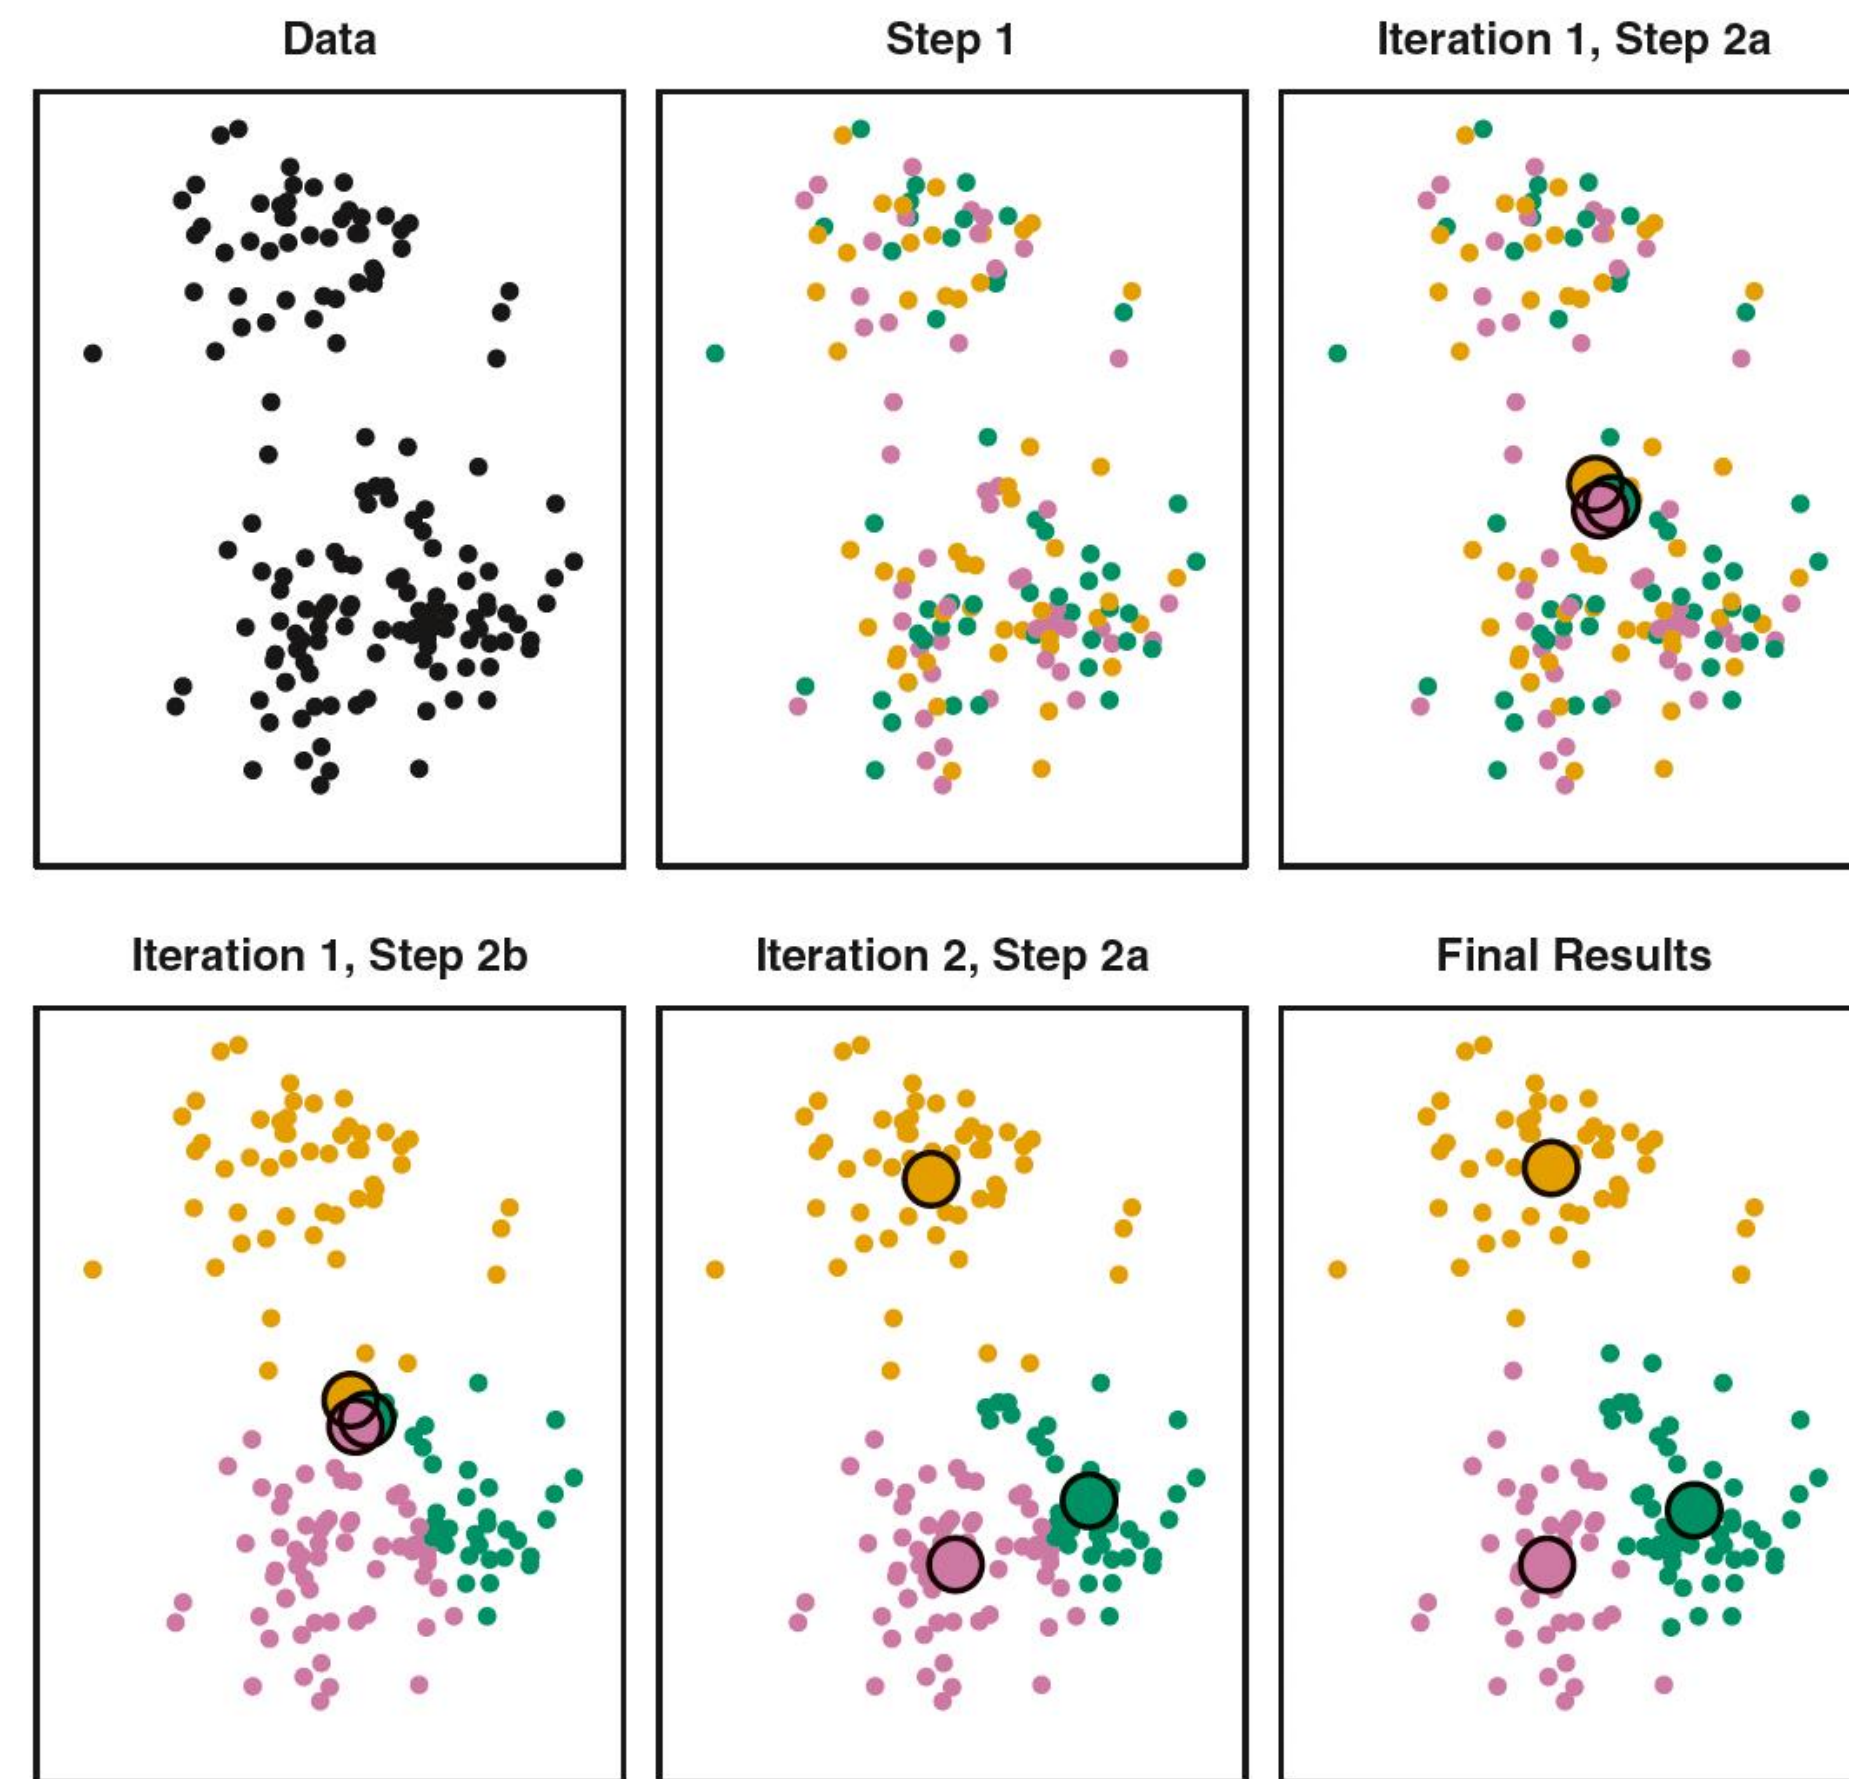 Data
Step 1
Iteration 1, Step 2a
Iteration 1, Step 2b
Iteration 2, Step 2a
Final Results